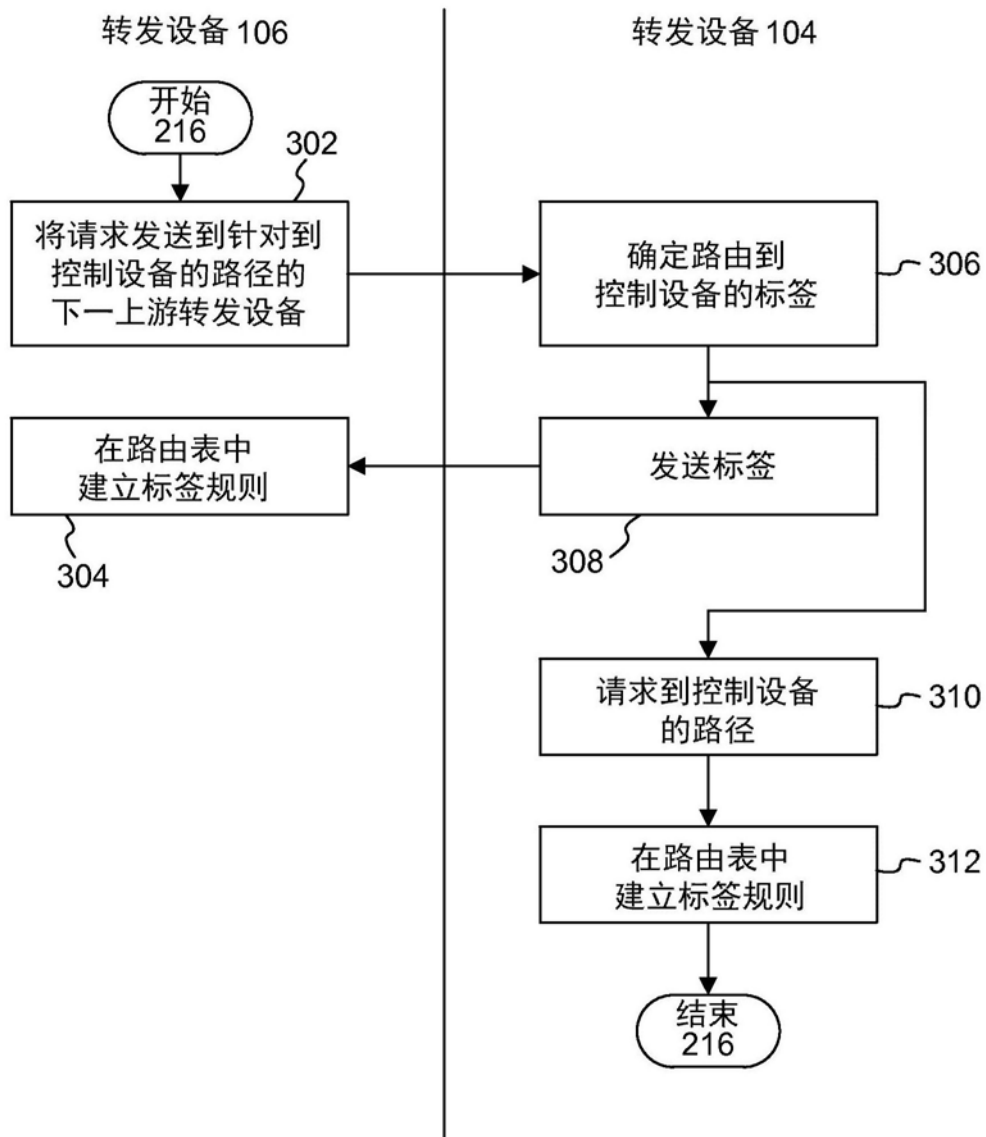 转发设备 106
转发设备 104
开始
216
302
将请求发送到针对到
控制设备的路径的
下一上游转发设备
确定路由到
控制设备的标签
306
在路由表中
建立标签规则
304
发送标签
308
请求到控制设备
的路径
310
在路由表中
建立标签规则
312
结束
216